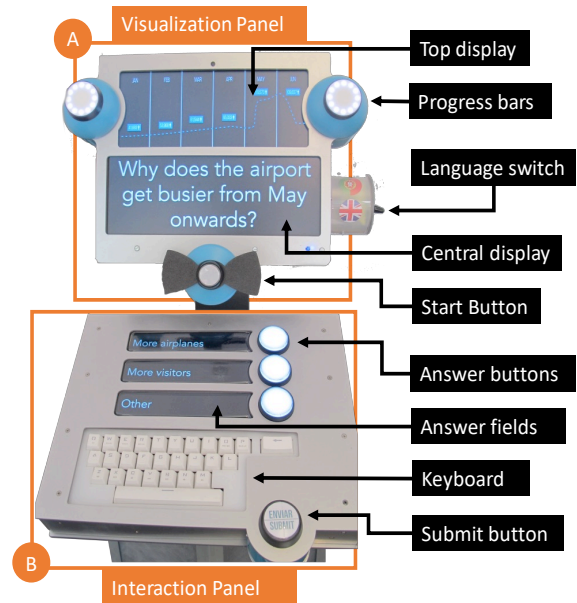 Visualization Panel
A
Top display
Progress bars
Why does the airport
get busier from May
onwards?
Language switch
Central display
Start Button
More airplanes
More visitors
Other
Answer buttons
Answer fields
Keyboard
ENVIAR
SUBMIT
Submit button
B
Interaction Panel